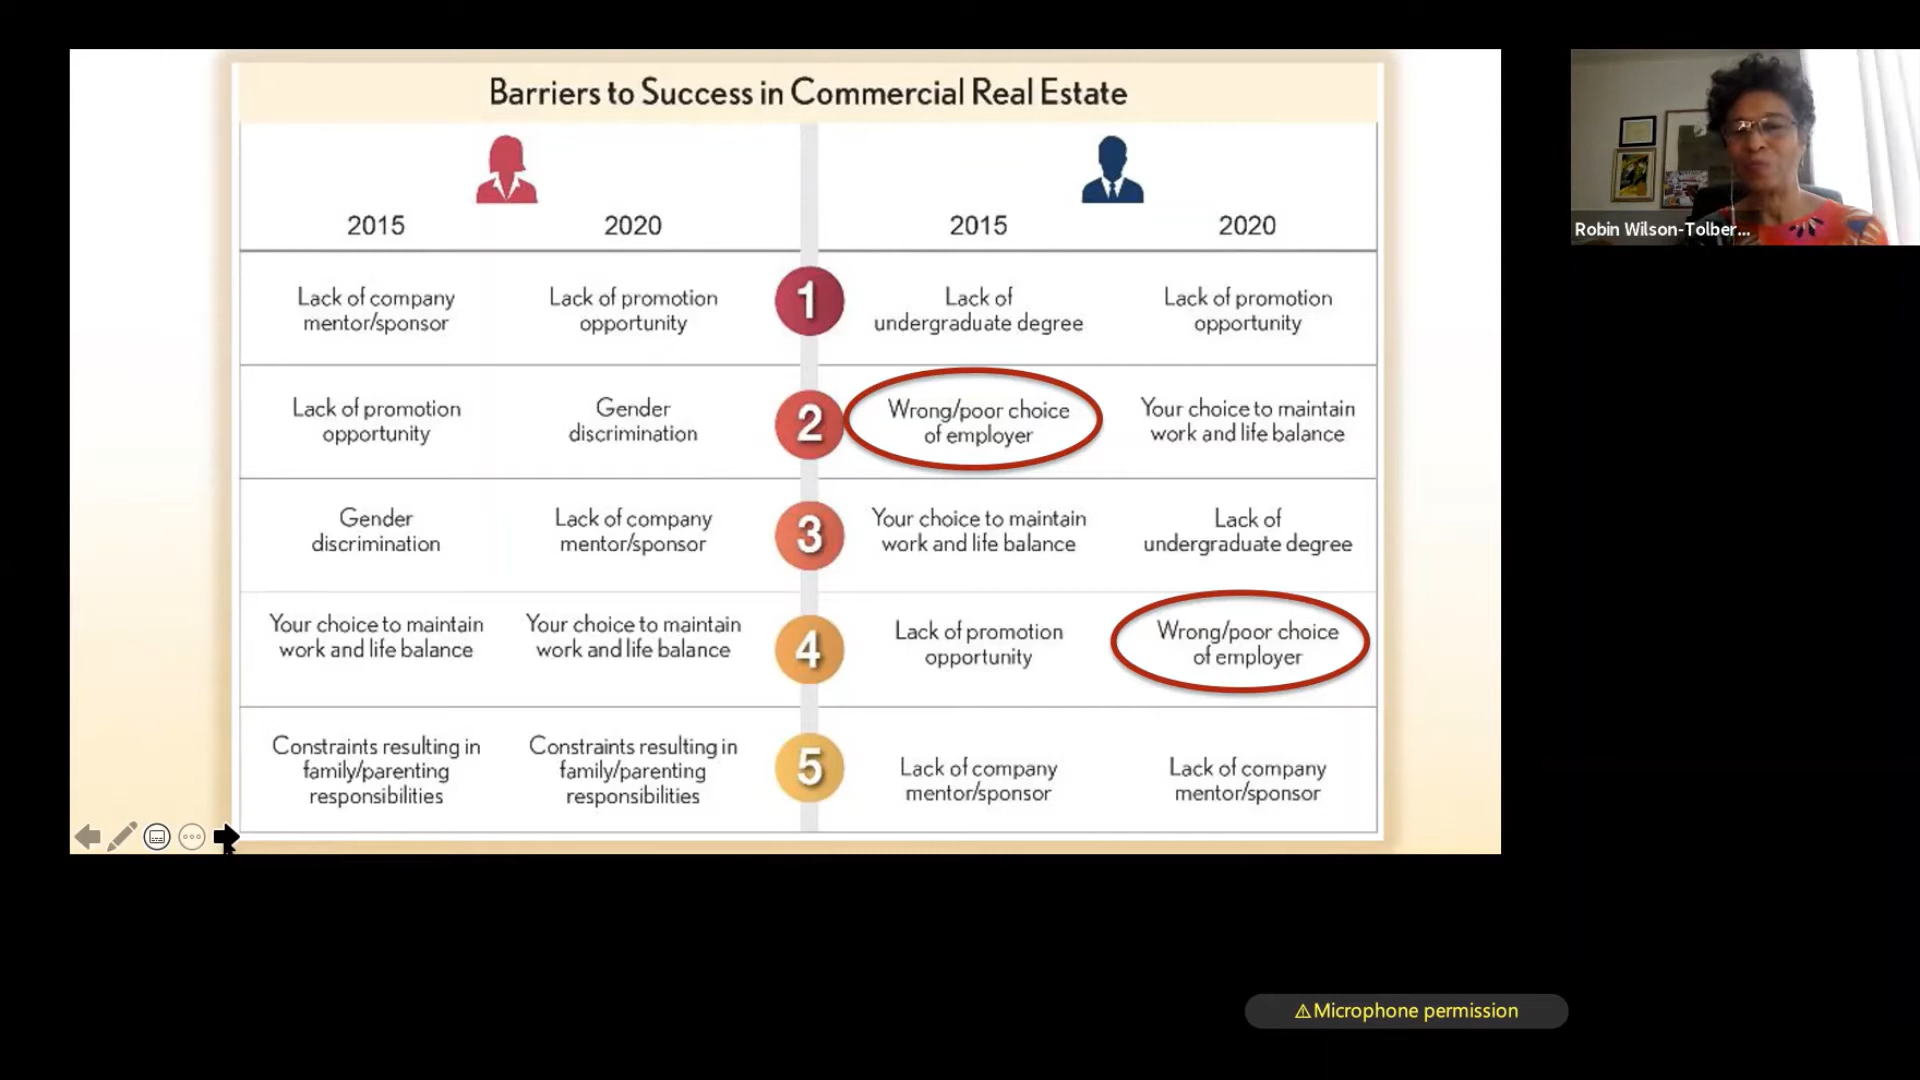 Barriers to Success in Commercial Real Estate
2015
2020
2015
2020
Lack of company
mentor/sponsor
Lack of promotion
opportunity
1
Lack of
undergraduate degree
Lack of promotion
opportunity
Lack of promotion
opportunity
Gender
discrimination
2
Wrong/poor choice
of employer
Your choice to maintain
work and life balance
Gender
discrimination
Lack of company
mentor/sponsor
3
Your choice to maintain
work and life balance
Lack of
undergraduate degree
Your choice to maintain
work and life balance
Your choice to maintain
work and life balance
4
Lack of promotion
opportunity
Wrong/poor choice
of employer
Constraints resulting in
family/parenting
responsibilities
Constraints resulting in
family/parenting
responsibilities
5
Lack of company
mentor/sponsor
Lack of company
mentor/sponsor
Robin Wilson-Tolber...
⚠Microphone permission